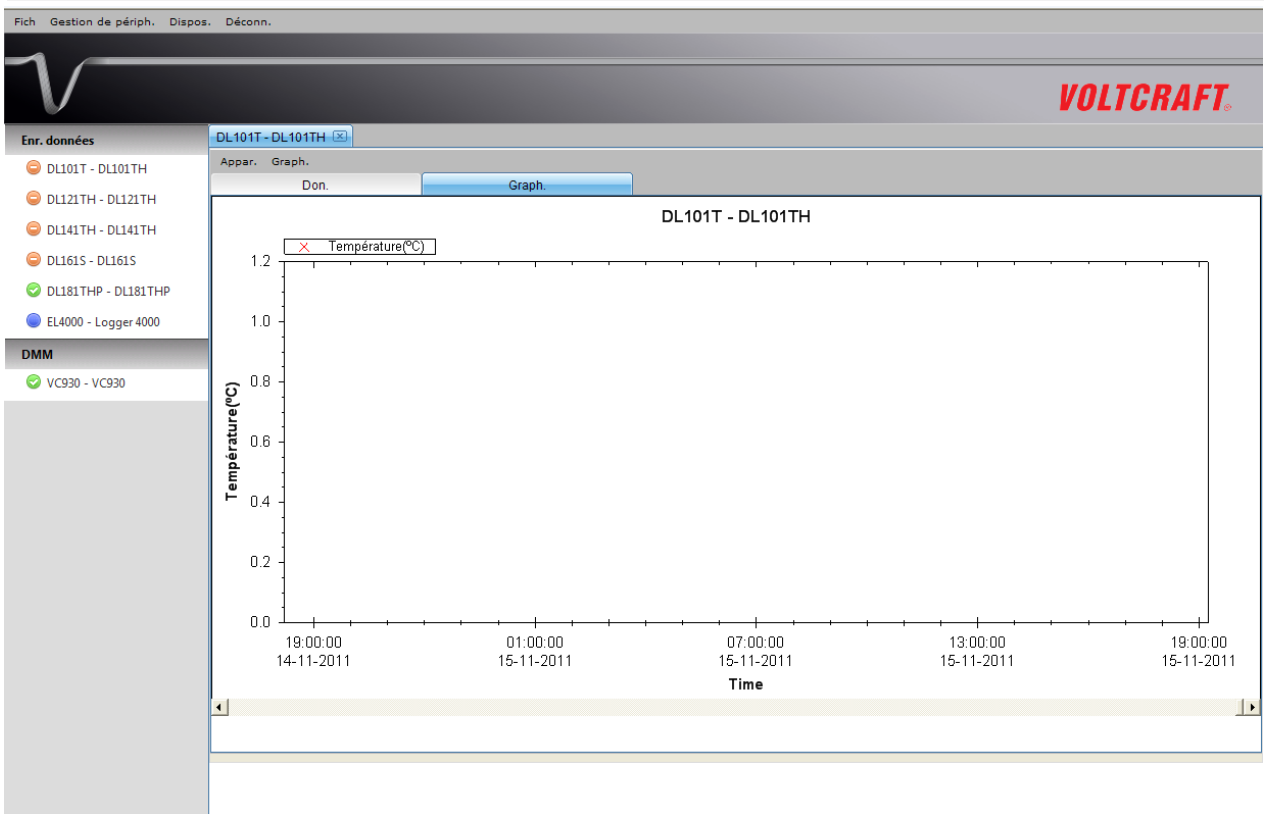 Fich Gestion de périph. Dispos. Déconn.
VOLTCRAFT®
Enr. données
DL101T - DL101TH
DL121TH - DL121TH
DL141TH - DL141TH
DL161S - DL161S
DL181THP - DL181THP
EL4000 - Logger 4000
DMM
VC930 - VC930
DL101T - DL101TH
Appar. Graph.
Don. Graph.
DL101T - DL101TH
Température(ºC)
1.2
1.0
0.8
0.6
0.4
0.2
0.0
Température(ºC)
19:00:00 01:00:00 07:00:00 13:00:00 19:00:00
14-11-2011 15-11-2011 15-11-2011 15-11-2011 15-11-2011
Time